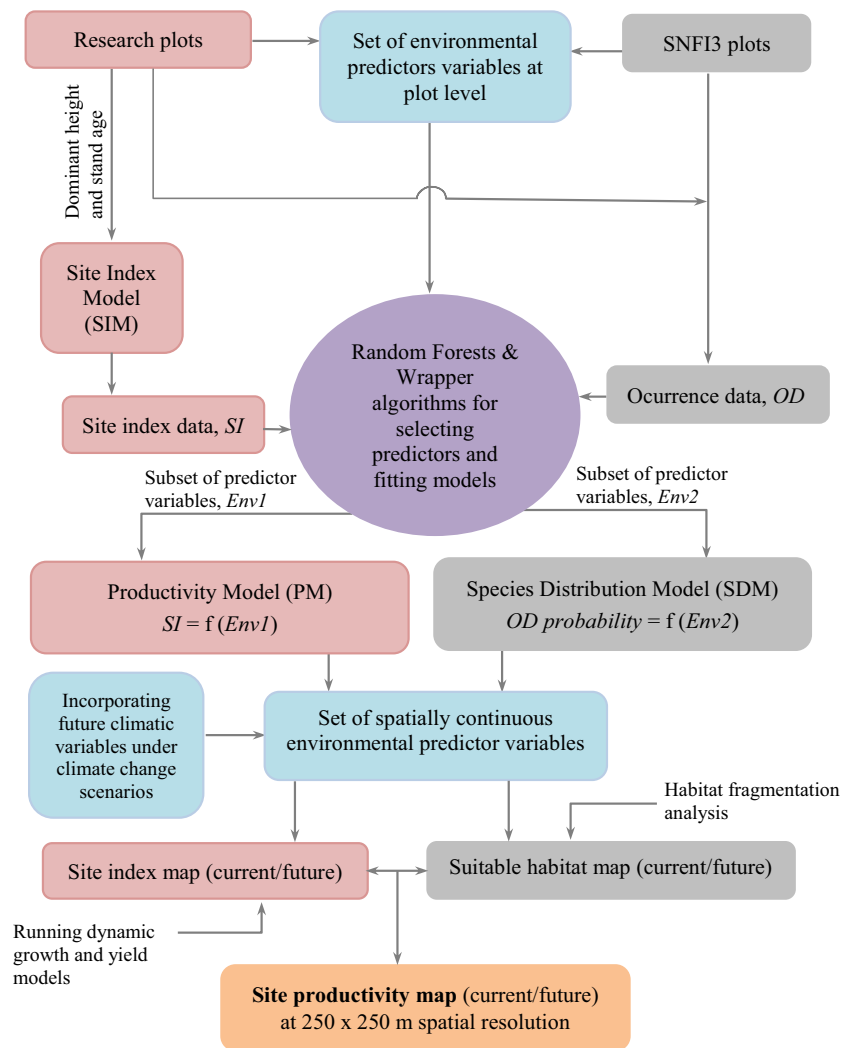 Research plots
Set of environmental
predictors variables at
plot level
SNFI3 plots
Dominant height
and stand age
Site Index
Model
(SIM)
Random Forests &
Wrapper
algorithms for
selecting
predictors and
fitting models
Site index data, SI
Ocurrence data, OD
Subset of predictor
variables, Env1
Subset of predictor
variables, Env2
Productivity Model (PM)
SI = f (Env1)
Species Distribution Model (SDM)
OD probability = f (Env2)
Incorporating
future climatic
variables under
climate change
scenarios
Set of spatially continuous
environmental predictor variables
Habitat fragmentation
analysis
Site index map (current/future)
Suitable habitat map (current/future)
Running dynamic
growth and yield
models
Site productivity map (current/future)
at 250 x 250 m spatial resolution